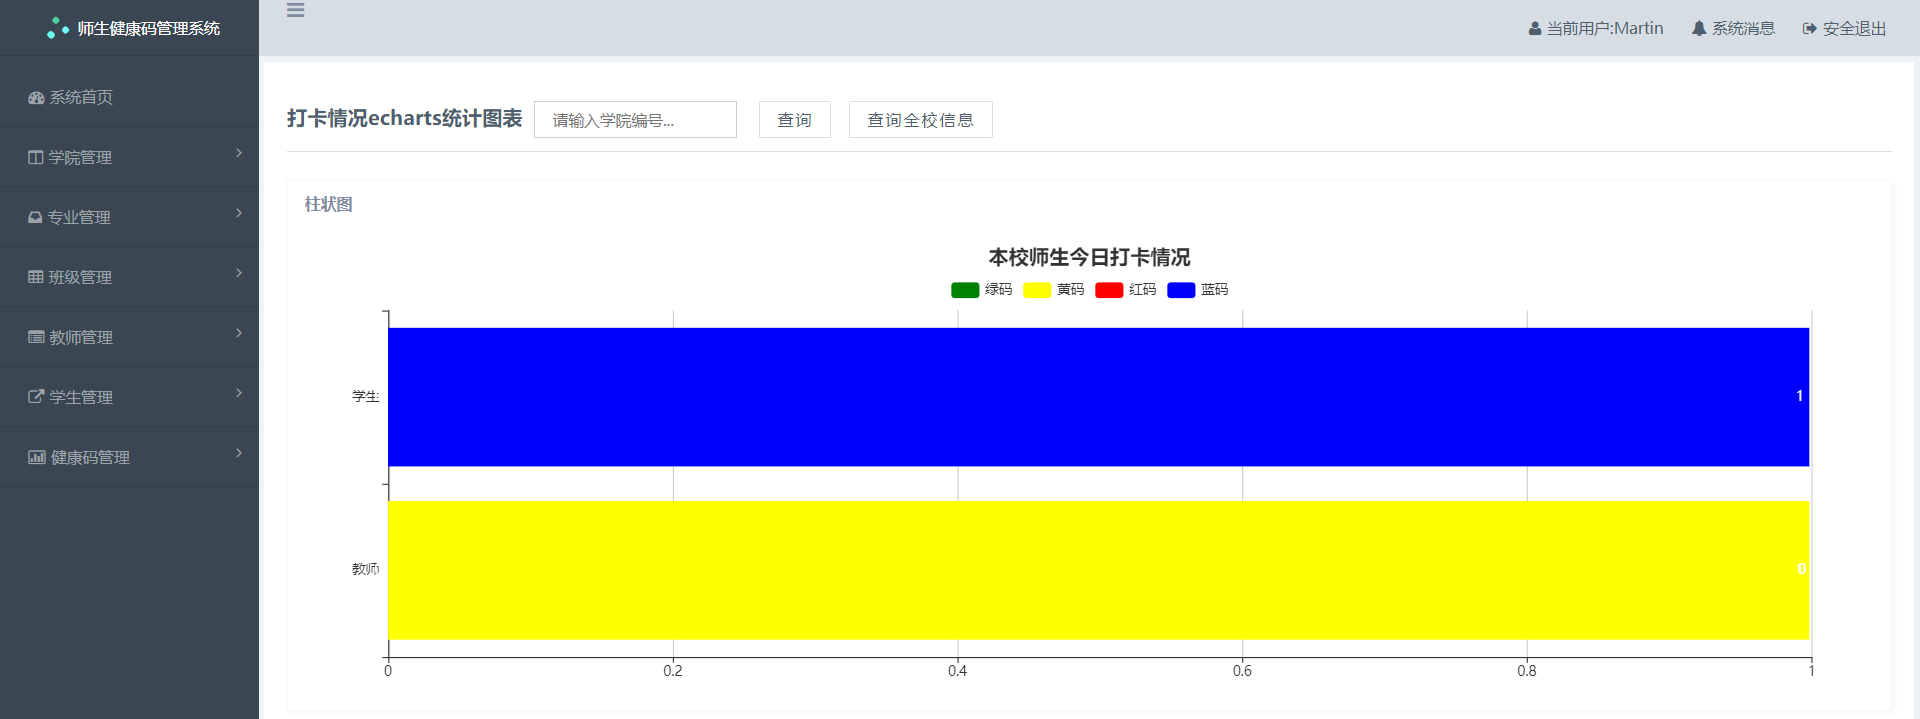 师生健康码管理系统
当前用户:Martin 系统消息 安全退出
系统首页
学院管理
专业管理
班级管理
教师管理
学生管理
健康码管理
打卡情况echarts统计图表 请输入学院编号... 查询 查询全校信息
柱状图
本校师生今日打卡情况
绿码 黄码 红码 蓝码
学生 1
教师
0 0.2 0.4 0.6 0.8 1